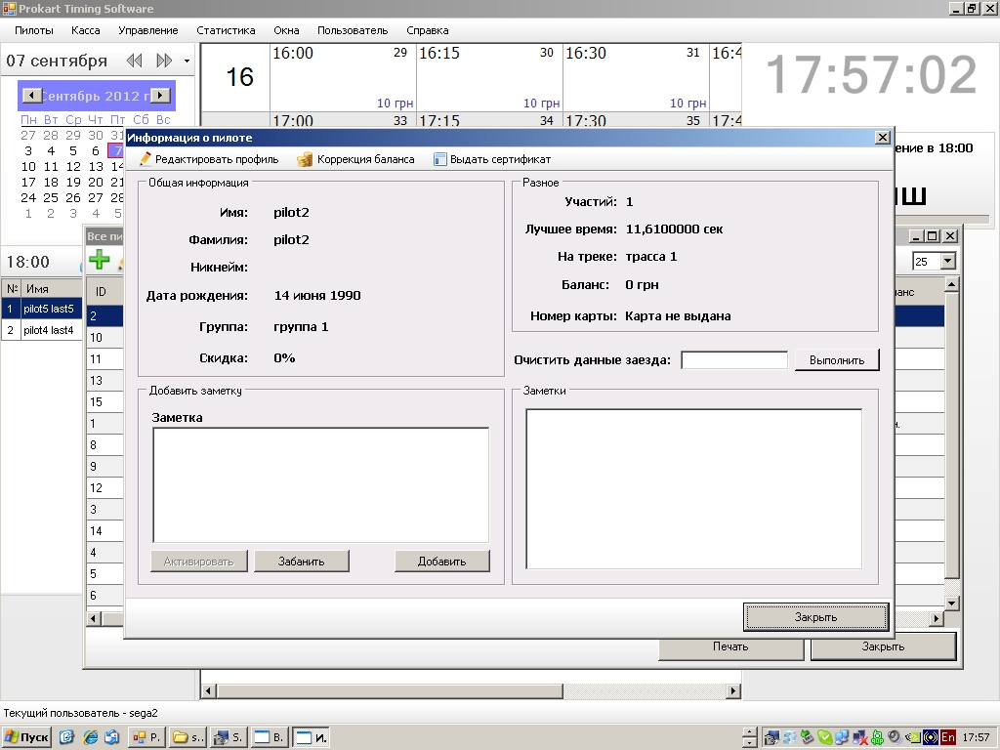 Prokart Timing Software
Пилоты Касса Управление Статистика Окна Пользователь Справка
07 сентября
Сентябрь 2012 г
Пн Вт Ср Чт Пт Сб Вс
27 28 29 30 31
3 4 5 6 7
10 11 12 13 14
17 18 19 20 21
24 25 26 27 28
1 2 3 4 5
16
16:00 29 16:15 30 16:30 31 16:4
10 грн 10 грн 10 грн
17:00 33 17:15 34 17:30 35 17:4
17:57:02
ение в 18:00
ыш
18:00
№ Имя
1 pilot5 last5
2 pilot4 last4
Все пи
25
ID
анс
2
10
11
13
15
1
н.
8
9
12
3
14
4
5
6
Информация о пилоте
Редактировать профиль Коррекция баланса Выдать сертификат
Общая информация
Имя: pilot2
Фамилия: pilot2
Никнейм:
Дата рождения: 14 июня 1990
Группа: группа 1
Скидка: 0%
Разное
Участий: 1
Лучшее время: 11,6100000 сек
На треке: трасса 1
Баланс: 0 грн
Номер карты: Карта не выдана
Очистить данные заезда: Выполнить
Добавить заметку
Заметка
Активировать Забанить Добавить
Заметки
Закрыть
Печать Закрыть
Текущий пользователь - sega2
Пуск P. s.. S. B. И. En 17:57